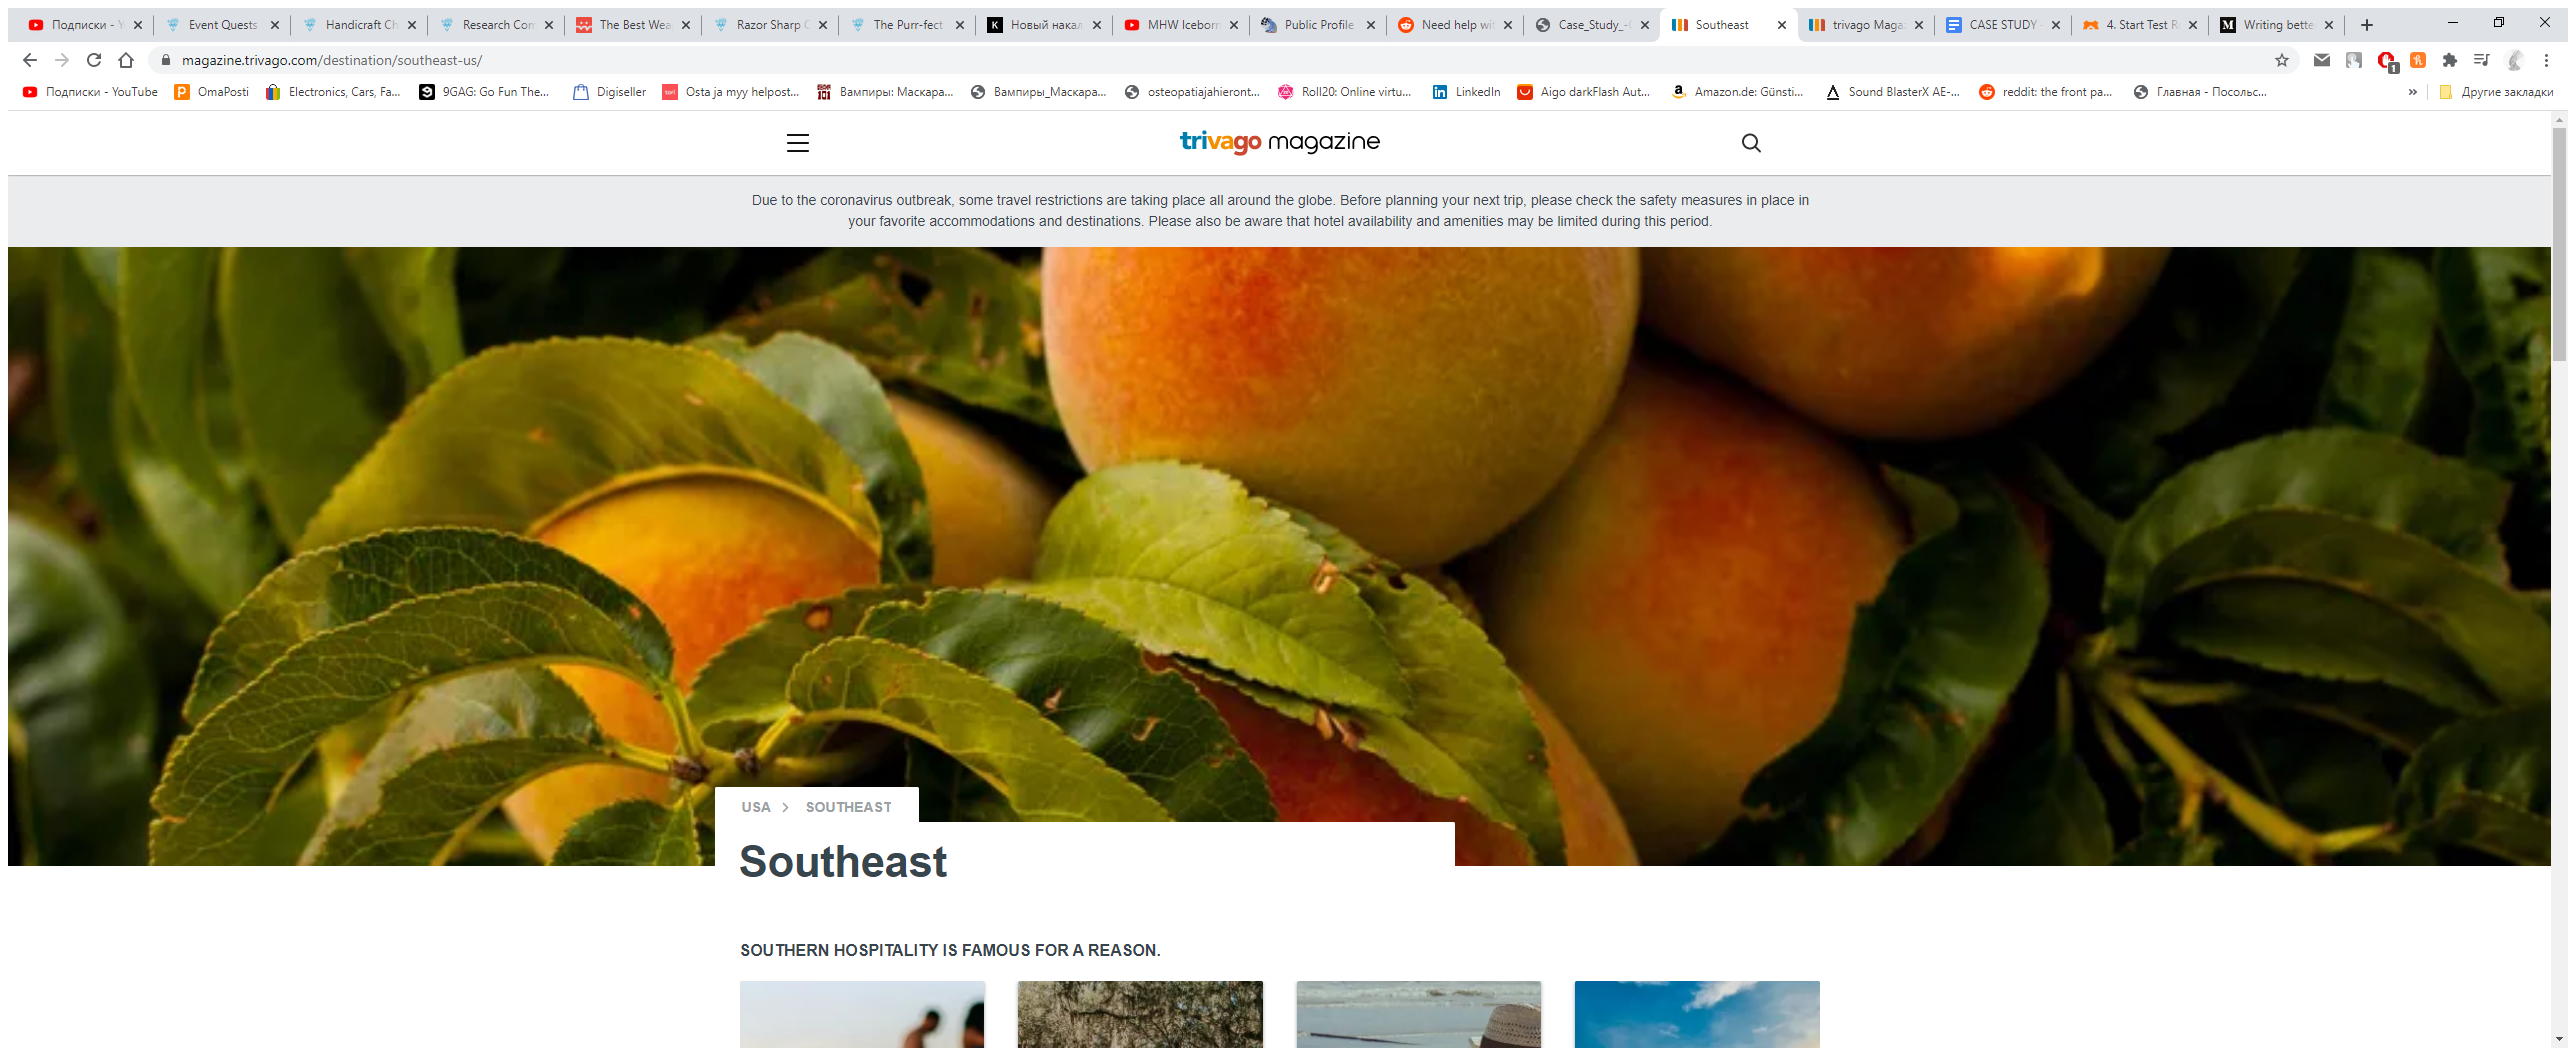 Подписки - Y
Event Quests
Handicraft Ch
Research Com
The Best Wea
Razor Sharp C
The Purr-fect
Новый накал
MHW Iceborn
Public Profile
Need help wit
Case_Study_-
Southeast
trivago Magaz
CASE STUDY -
4. Start Test R
Writing bette
magazine.trivago.com/destination/southeast-us/
1
Подписки - YouTube
OmaPosti
Electronics, Cars, Fa...
9GAG: Go Fun The...
Digiseller
Osta ja myy helpost...
Вампиры: Маскара...
Вампиры_Маскара...
osteopatiajahieront...
Roll20: Online virtu...
LinkedIn
Aigo darkFlash Aut...
Amazon.de: Günsti...
Sound BlasterX AE-...
reddit: the front pa...
Главная - Посольс...
»
Другие закладки
trivago magazine
Due to the coronavirus outbreak, some travel restrictions are taking place all around the globe. Before planning your next trip, please check the safety measures in place in
your favorite accommodations and destinations. Please also be aware that hotel availability and amenities may be limited during this period.
USA > SOUTHEAST
Southeast
SOUTHERN HOSPITALITY IS FAMOUS FOR A REASON.